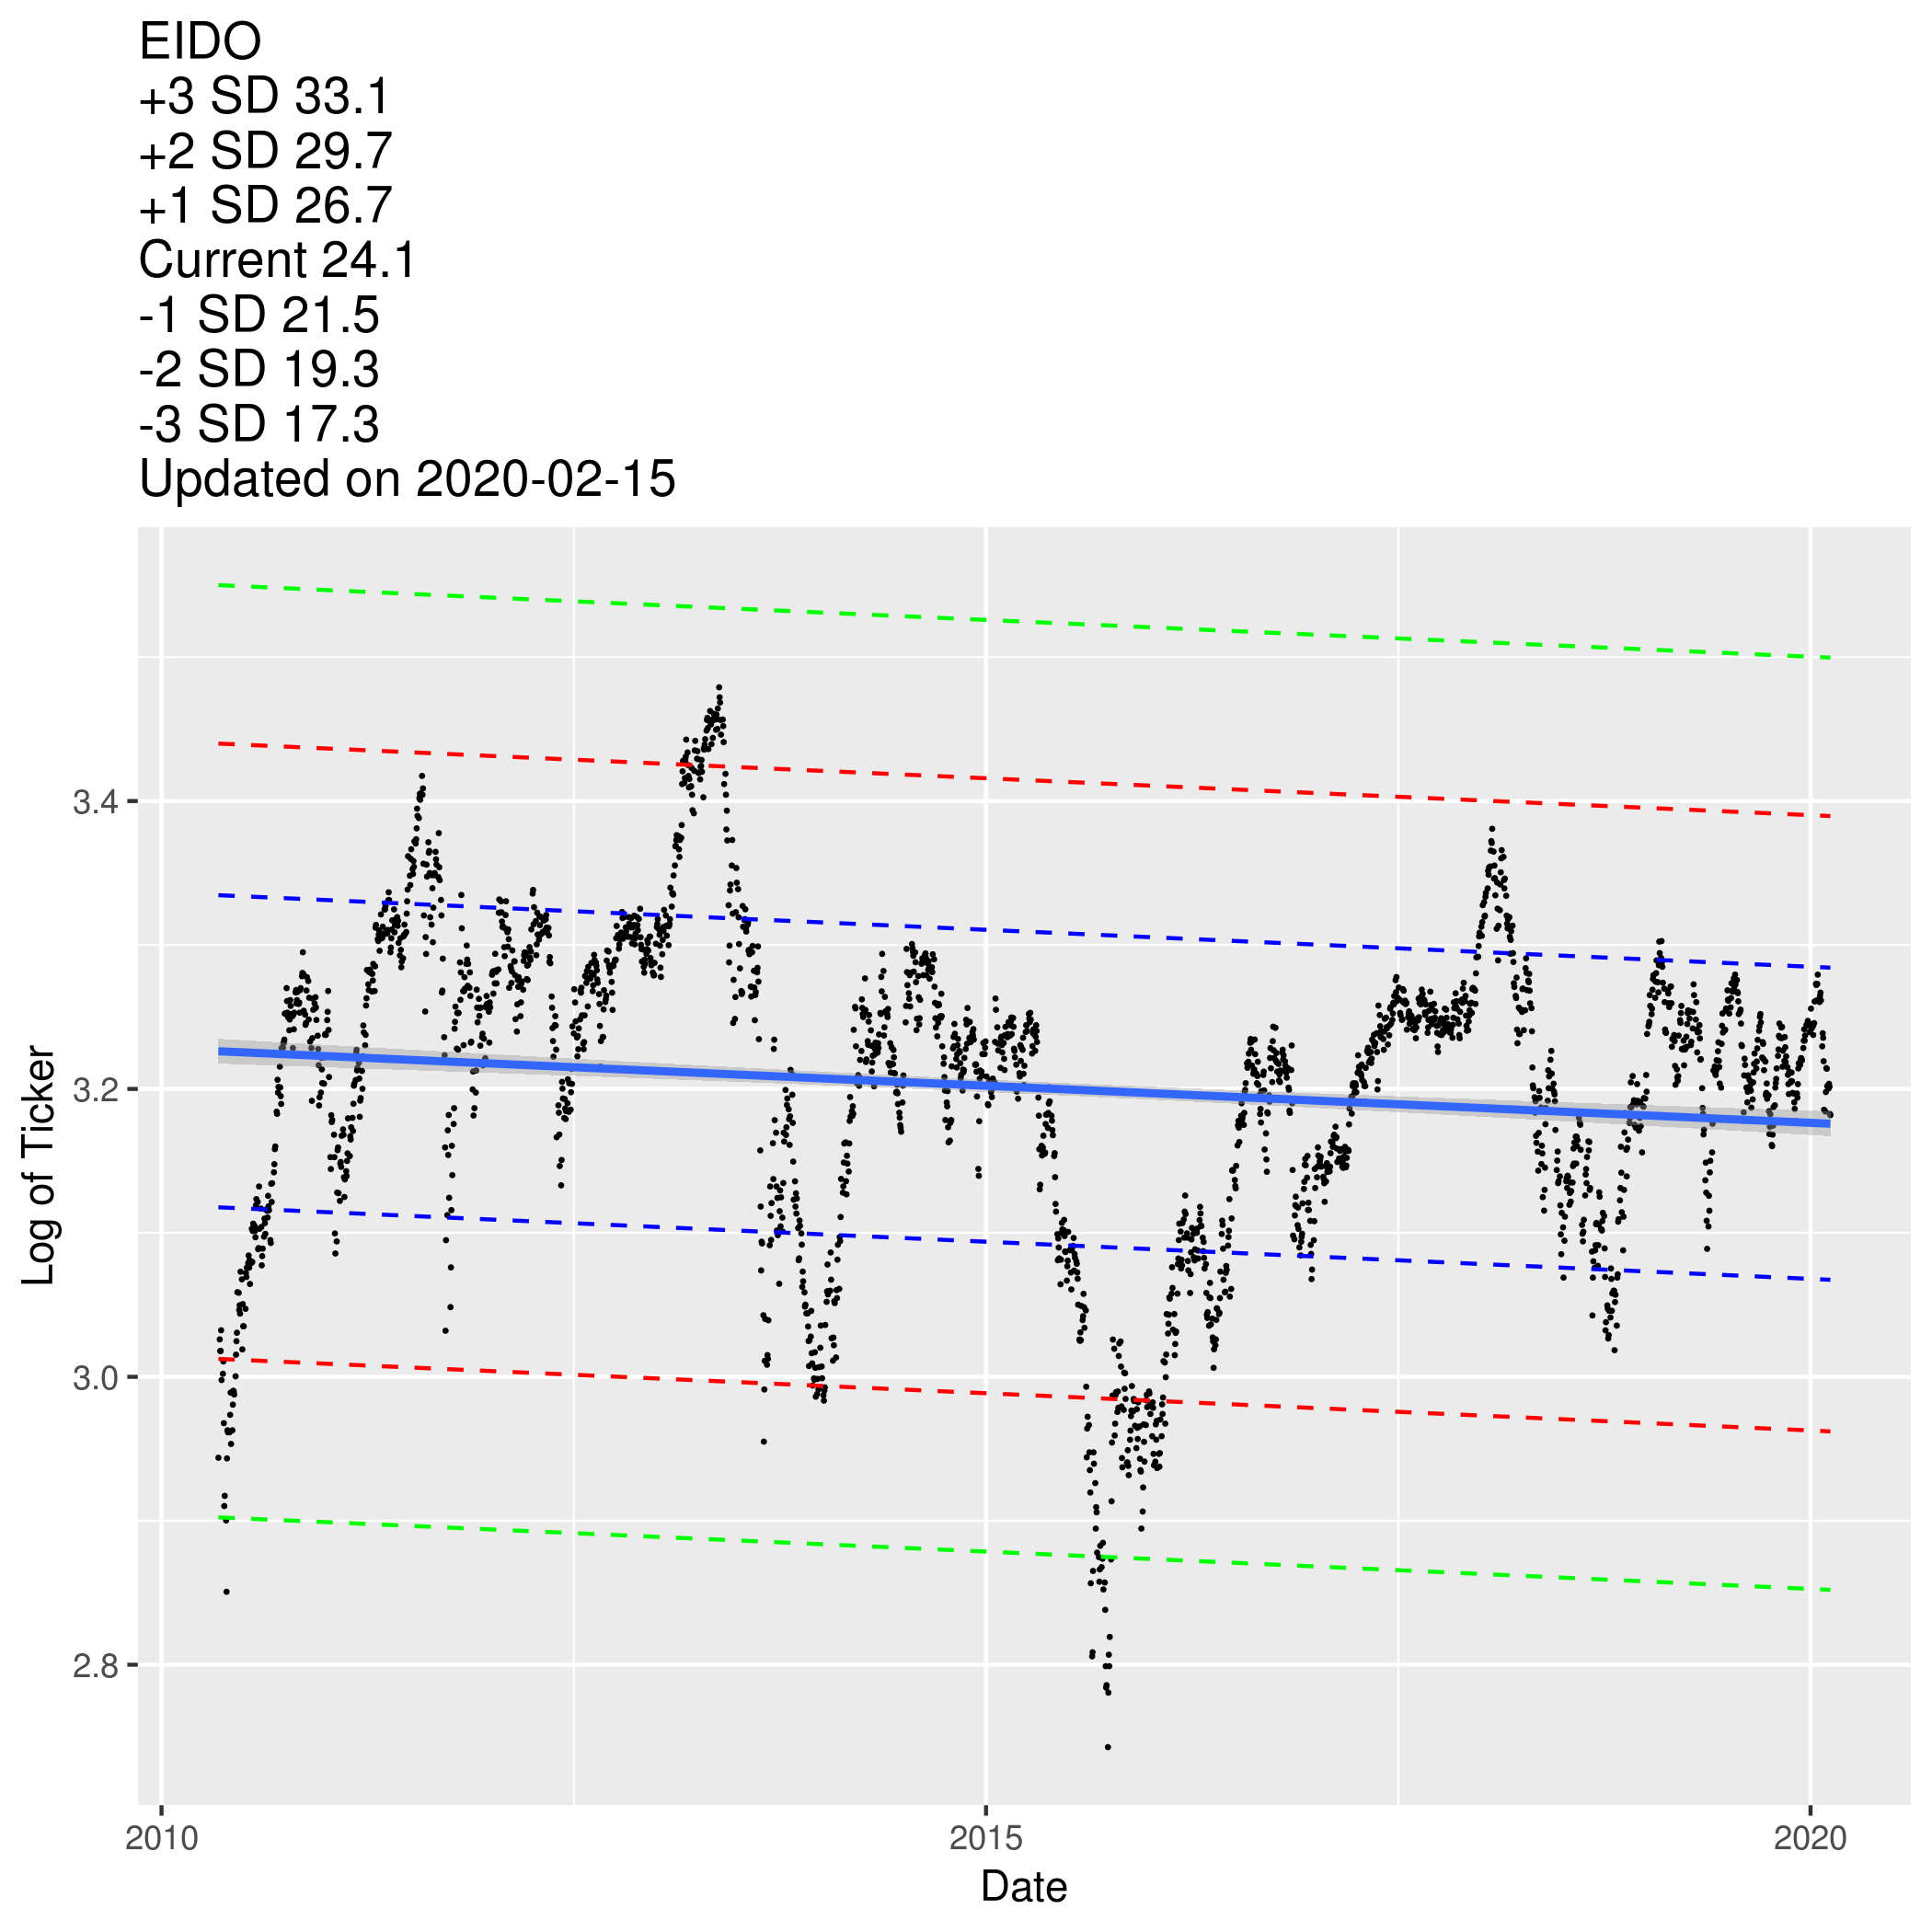 EIDO
+3 SD 33.1
+2 SD 29.7
+1 SD 26.7
Current 24.1
-1 SD 21.5
-2 SD 19.3
-3 SD 17.3
Updated on 2020-02-15
Log of Ticker
3.4
3.2
3.0
2.8
2010 2015 2020
Date